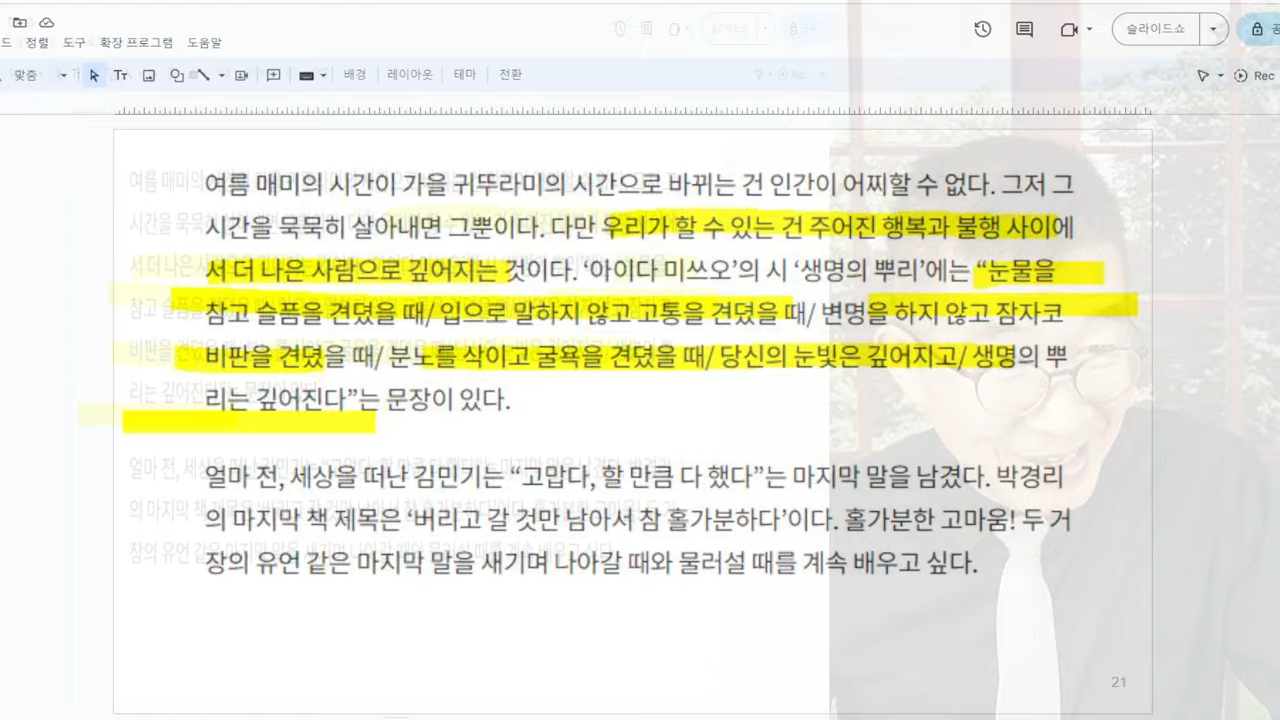 드 정렬 도구 확장 프로그램 도움말
슬라이드쇼
맞춤 Tт 배경 레이아웃 테마 전환 Rec
여름 매미의 시간이 가을 귀뚜라미의 시간으로 바뀌는 건 인간이 어찌할 수 없다. 그저 그
시간을 묵묵히 살아내면 그뿐이다. 다만 우리가 할 수 있는 건 주어진 행복과 불행 사이에
서 더 나은 사람으로 깊어지는 것이다. ‘아이다 미쓰오’의 시 ‘생명의 뿌리’에는 “눈물을
참고 슬픔을 견뎠을 때/ 입으로 말하지 않고 고통을 견뎠을 때/ 변명을 하지 않고 잠자코
비판을 견뎠을 때/ 분노를 삭이고 굴욕을 견뎠을 때/ 당신의 눈빛은 깊어지고/ 생명의 뿌
리는 깊어진다”는 문장이 있다.
얼마 전, 세상을 떠난 김민기는 “고맙다, 할 만큼 다 했다”는 마지막 말을 남겼다. 박경리
의 마지막 책 제목은 ‘버리고 갈 것만 남아서 참 홀가분하다’이다. 홀가분한 고마움! 두 거
장의 유언 같은 마지막 말을 새기며 나아갈 때와 물러설 때를 계속 배우고 싶다.
21